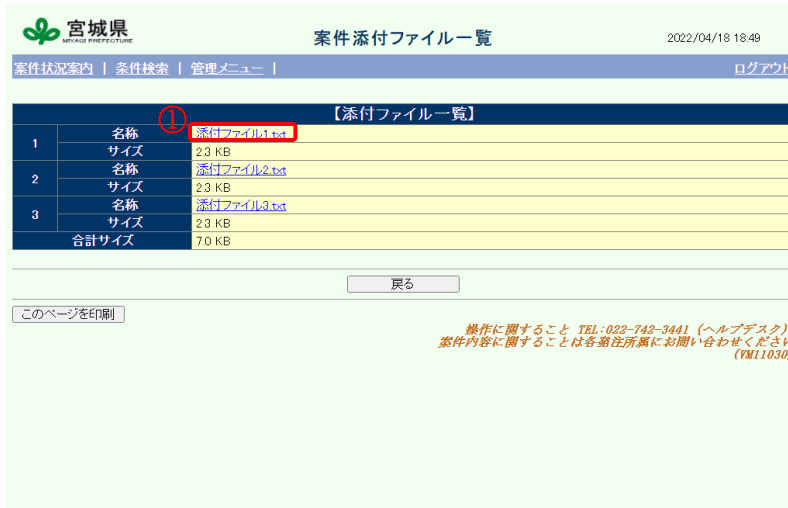 宮城県
MIYAGI PREFECTURE
案件添付ファイル一覧
2022/04/18 18:49
案件状況案内 | 条件検索 | 管理メニュー |
ログアウト
【添付ファイル一覧】
①
1 名称 添付ファイル1.txt
サイズ 2.3 KB
2 名称 添付ファイル2.txt
サイズ 2.3 KB
3 名称 添付ファイル3.txt
サイズ 2.3 KB
合計サイズ 7.0 KB
戻る
このページを印刷
操作に関すること TEL:022-742-3441 (ヘルプデスク)
案件内容に関することは各発注所属にお問い合わせください
(VM11030